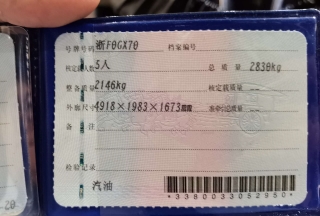 号牌号码 浙F0GX70 档案编号 --
核定载人数 5人 总质量 2830kg
整备质量 2146kg 核定载质量 --
外廓尺寸 4918×1983×1673mm 准牵引总质量 --
备注
检验记录
汽油
*3380033052950*
20